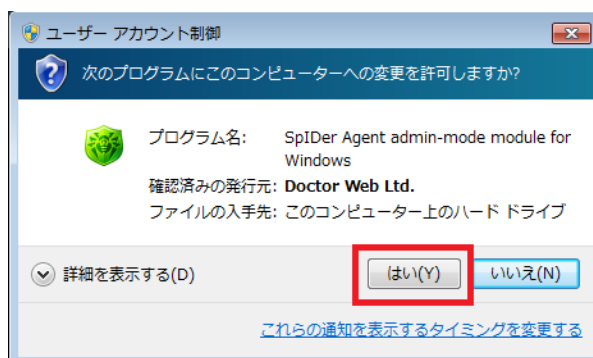 ユーザー アカウント制御
次のプログラムにこのコンピューターへの変更を許可しますか?
プログラム名: SpIDer Agent admin-mode module for
Windows
確認済みの発行元: Doctor Web Ltd.
ファイルの入手先: このコンピューター上のハード ドライブ
詳細を表示する(D) はい(Y) いいえ(N)
これらの通知を表示するタイミングを変更する